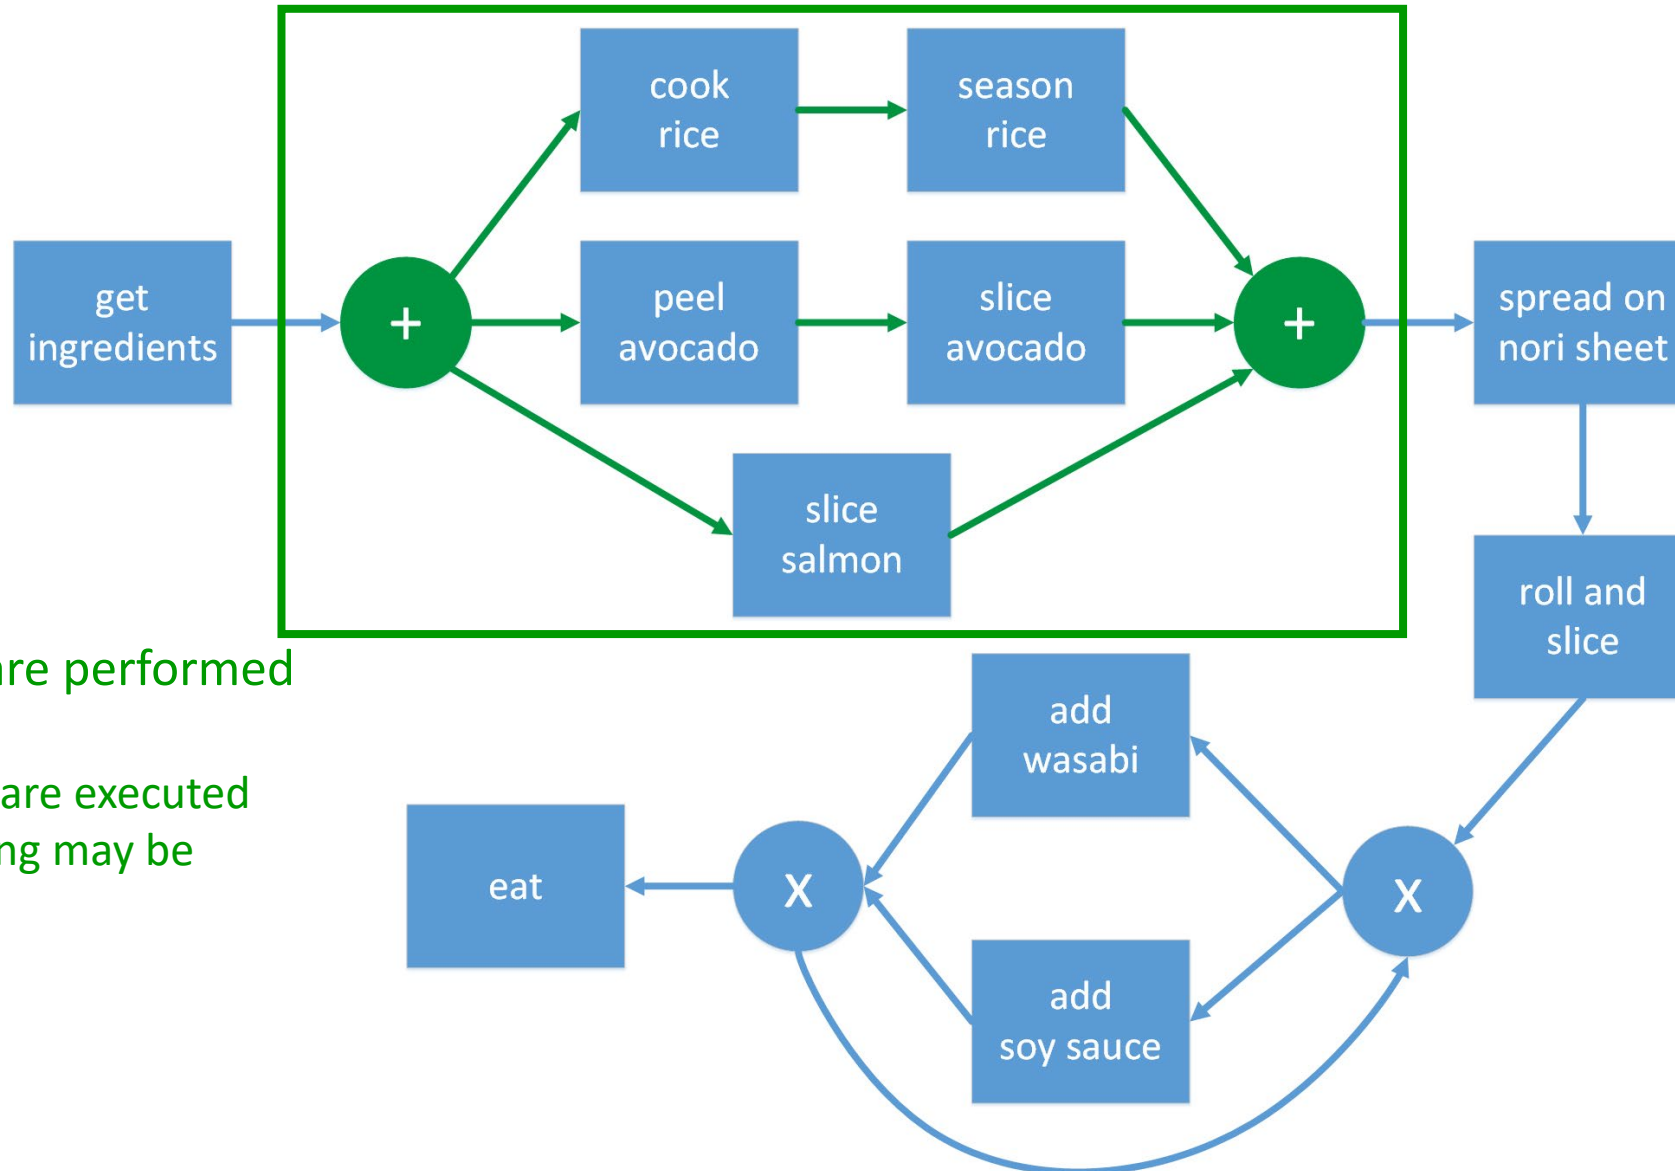 cook
rice
season
rice
get
ingredients
+
peel
avocado
slice
avocado
+
spread on
nori sheet
slice
salmon
roll and
slice
are performed
are executed
ng may be
add
wasabi
eat
X
X
add
soy sauce